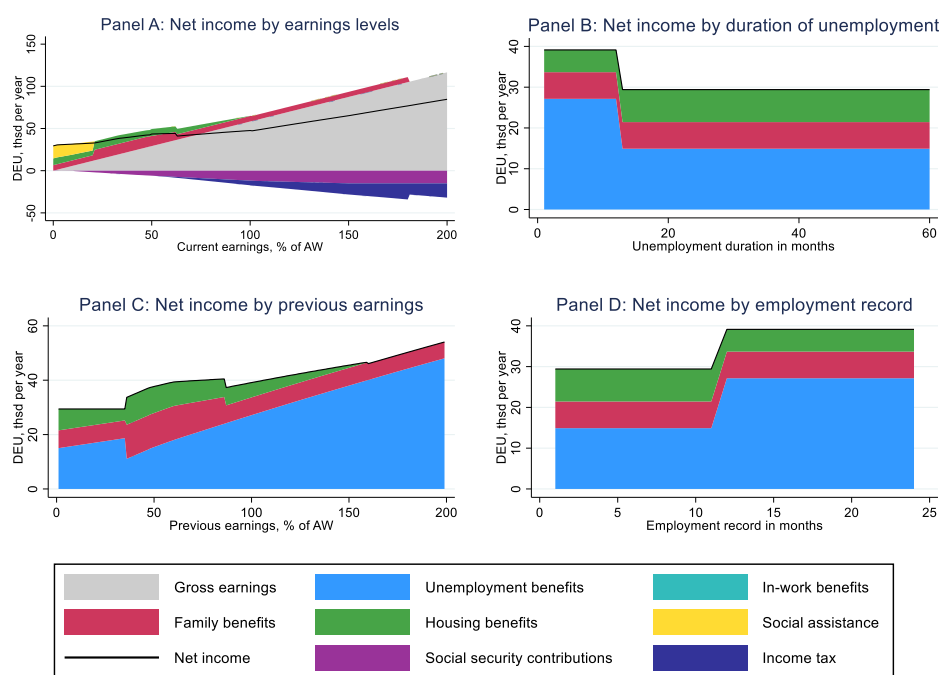 Panel A: Net income by earnings levels
DEU, thsd per year
150
100
50
0
-50
0 50 100 150 200
Current earnings, % of AW
Panel B: Net income by duration of unemployment
DEU, thsd per year
40
30
20
10
0
0 20 40 60
Unemployment duration in months
Panel C: Net income by previous earnings
DEU, thsd per year
60
40
20
0
0 50 100 150 200
Previous earnings, % of AW
Panel D: Net income by employment record
DEU, thsd per year
40
30
20
10
0
0 5 10 15 20 25
Employment record in months
Gross earnings Unemployment benefits In-work benefits
Family benefits Housing benefits Social assistance
Net income Social security contributions Income tax